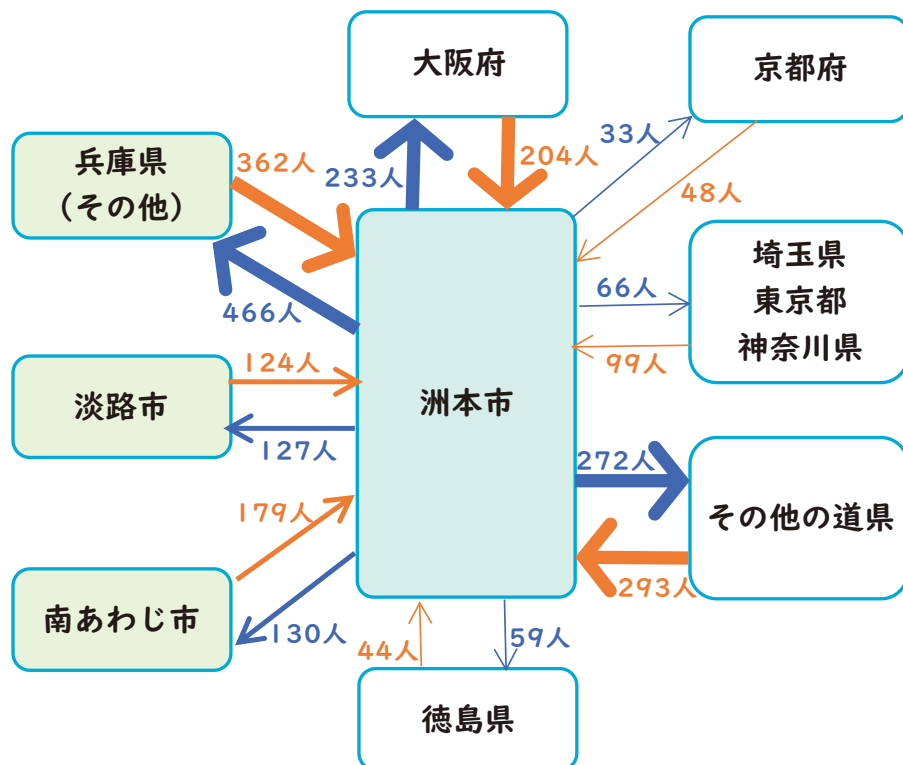 大阪府
京都府
兵庫県
(その他)
362人
233人
204人
33人
48人
466人
埼玉県
東京都
神奈川県
66人
99人
淡路市
124人
127人
洲本市
272人
293人
その他の道県
179人
130人
南あわじ市
44人
59人
徳島県